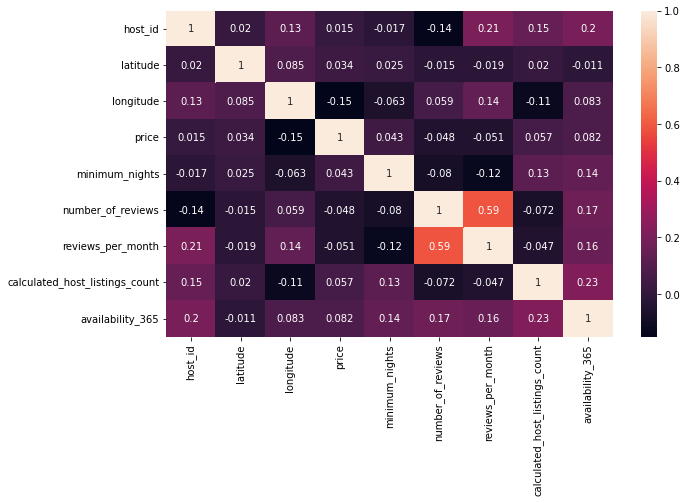 host_id 1 0.02 0.13 0.015 -0.017 -0.14 0.21 0.15 0.2
latitude 0.02 1 0.085 0.034 0.025 -0.015 -0.019 0.02 -0.011
longitude 0.13 0.085 1 -0.15 -0.063 0.059 0.14 -0.11 0.083
price 0.015 0.034 -0.15 1 0.043 -0.048 -0.051 0.057 0.082
minimum_nights -0.017 0.025 -0.063 0.043 1 -0.08 -0.12 0.13 0.14
number_of_reviews -0.14 -0.015 0.059 -0.048 -0.08 1 0.59 -0.072 0.17
reviews_per_month 0.21 -0.019 0.14 -0.051 -0.12 0.59 1 -0.047 0.16
calculated_host_listings_count 0.15 0.02 -0.11 0.057 0.13 -0.072 -0.047 1 0.23
availability_365 0.2 -0.011 0.083 0.082 0.14 0.17 0.16 0.23 1
host_id
latitude
longitude
price
minimum_nights
number_of_reviews
reviews_per_month
calculated_host_listings_count
availability_365
1.0
0.8
0.6
0.4
0.2
0.0